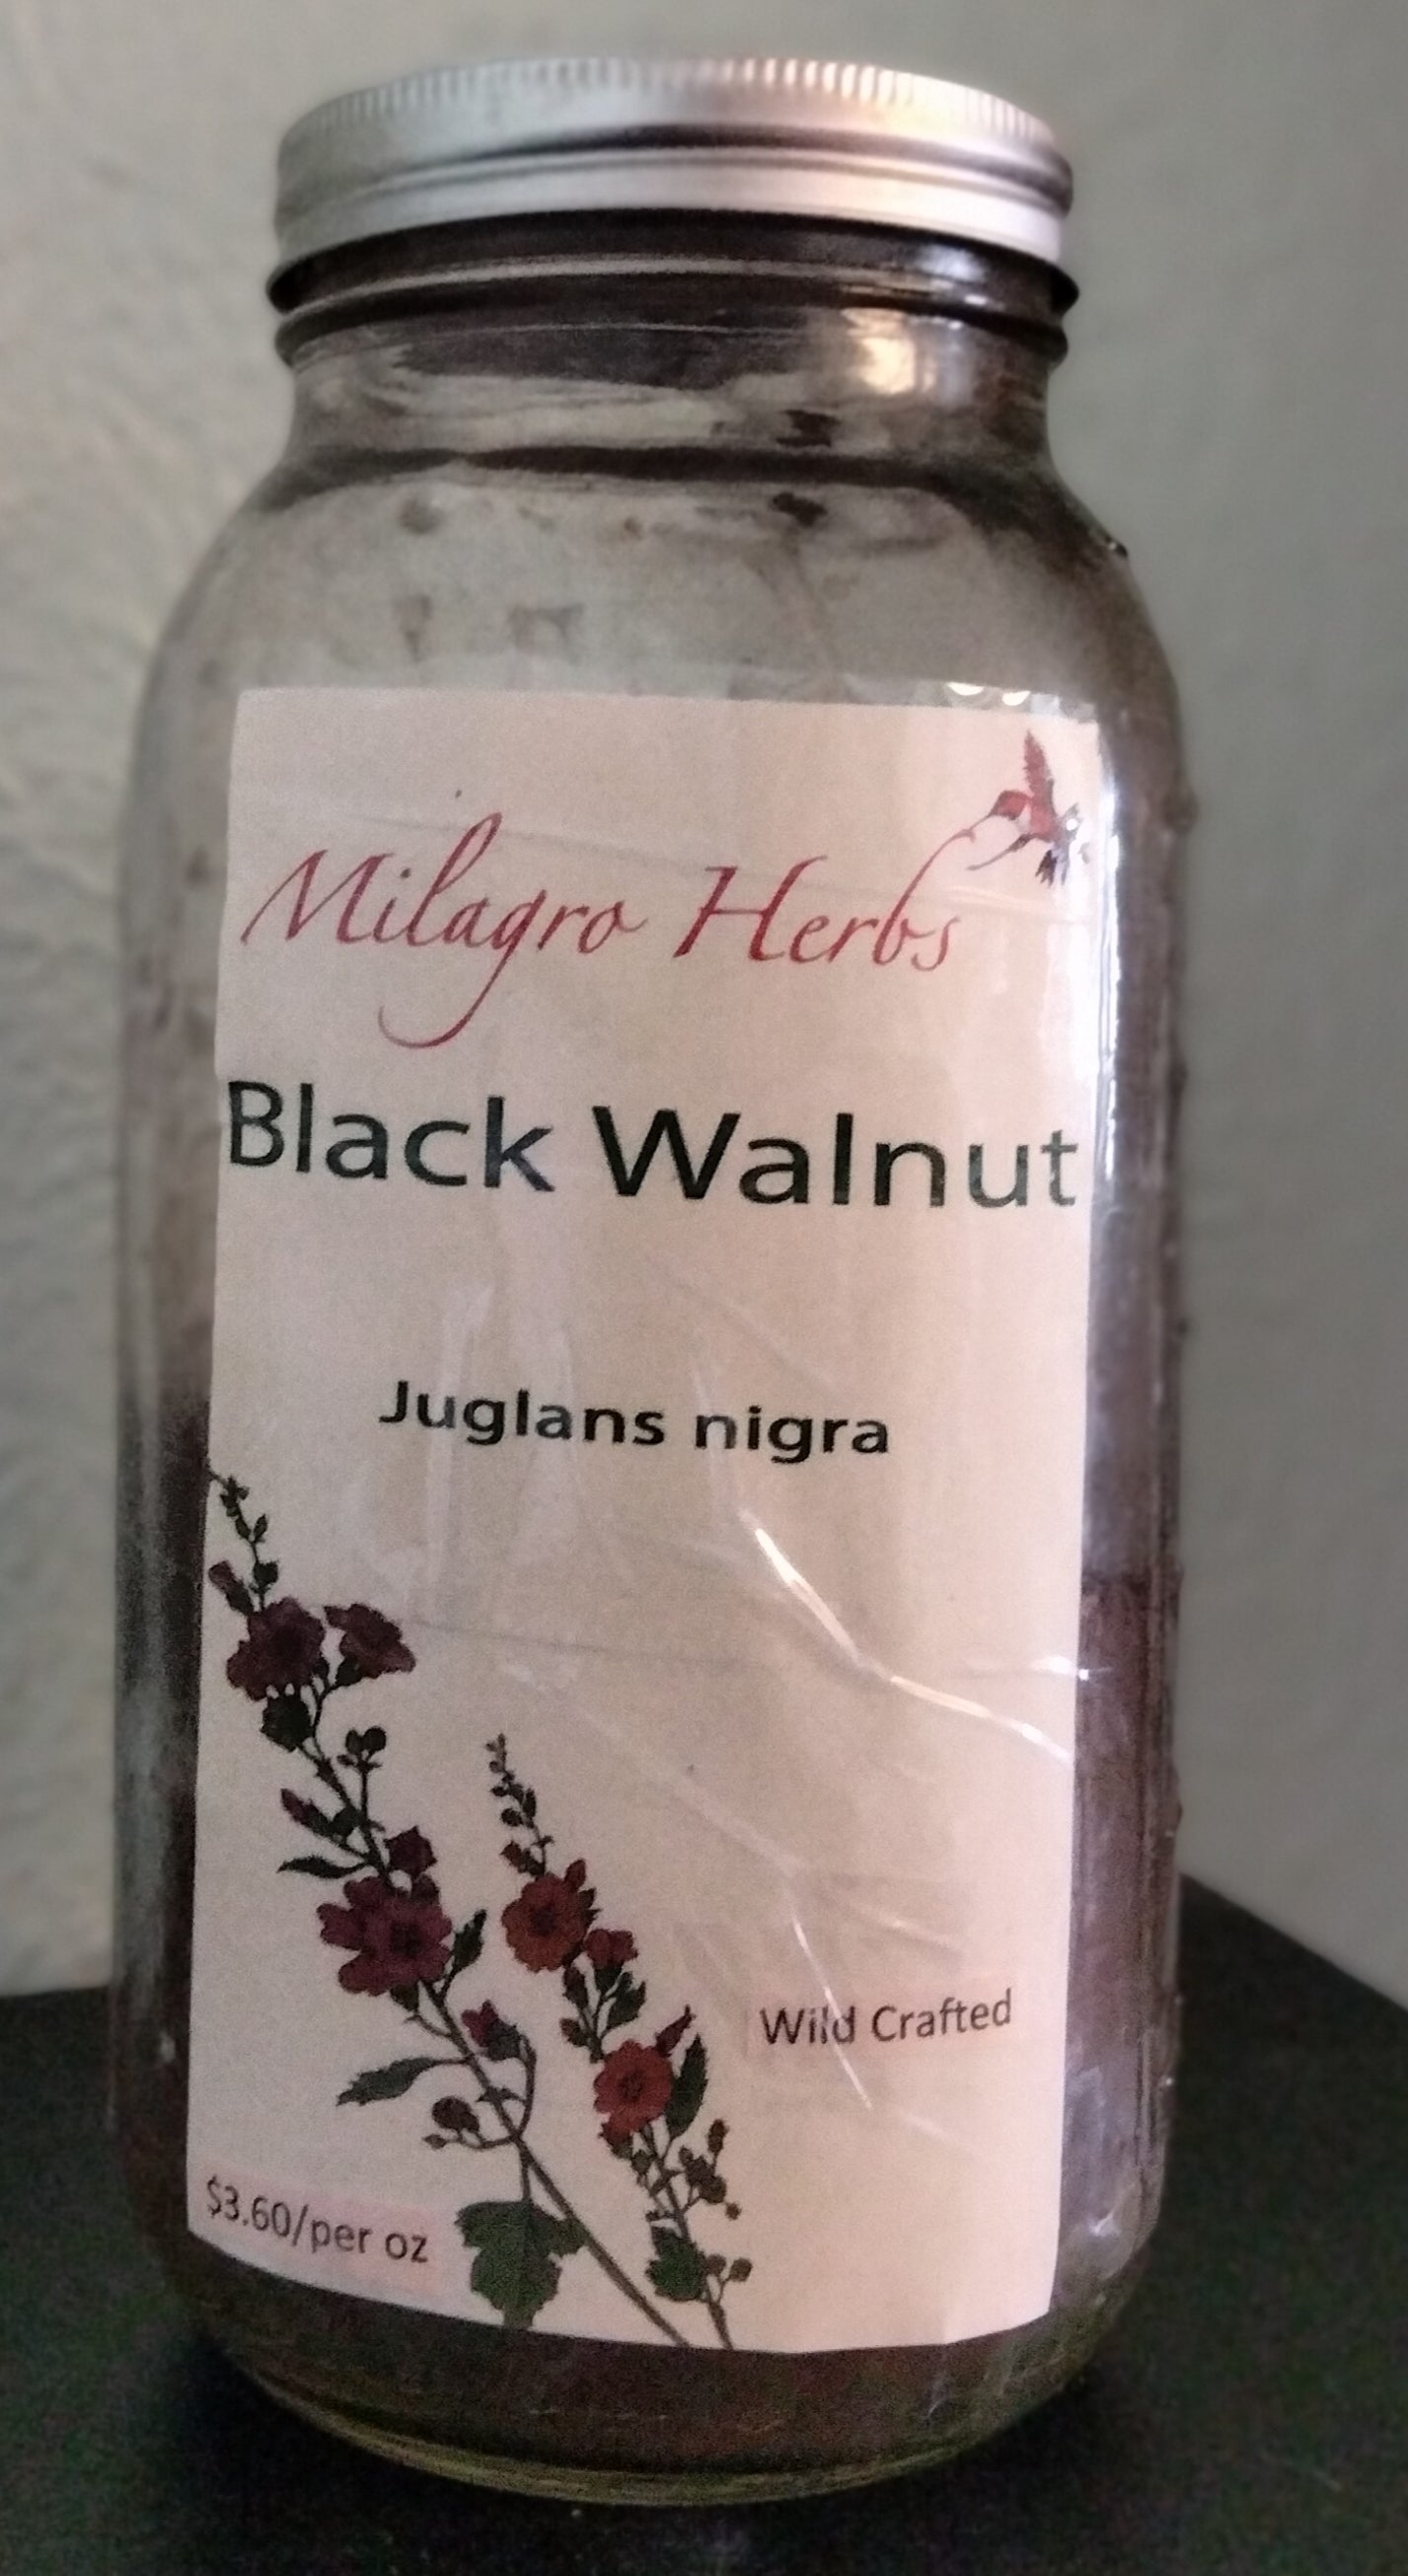 Milagro Herbs
Black Walnut
Juglans nigra
Wild Crafted
$3.60/per oz